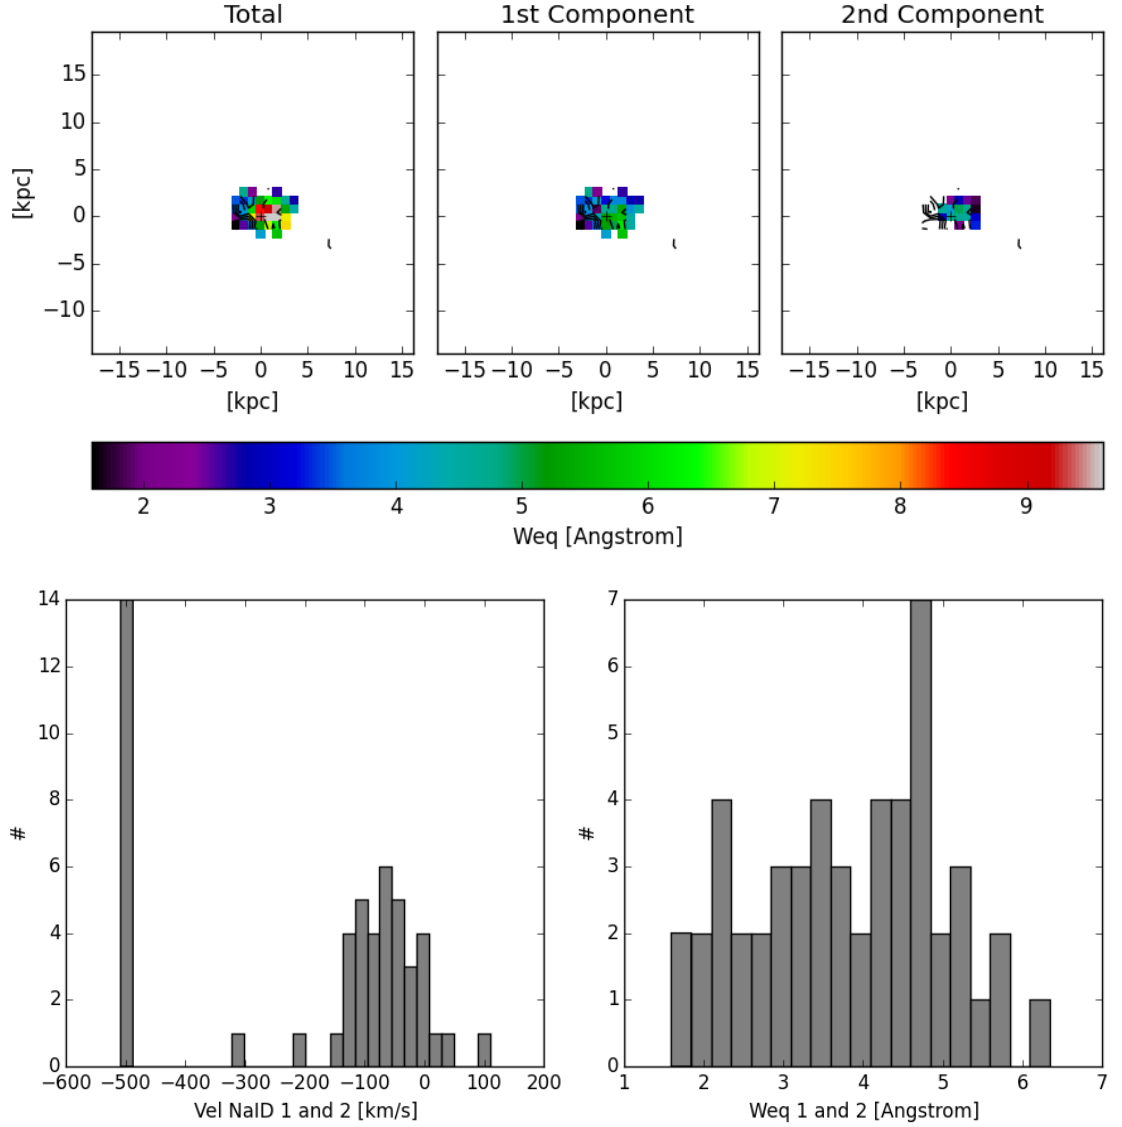 Total 1st Component 2nd Component
15
10
5
0
−5
−10
[kpc]
−15 −10 −5 0 5 10 15 −15 −10 −5 0 5 10 15 −15 −10 −5 0 5 10 15
[kpc] [kpc] [kpc]
2 3 4 5 6 7 8 9
Weq [Angstrom]
14
12
10
8
6
4
2
0
#
−600 −500 −400 −300 −200 −100 0 100 200
Vel NaID 1 and 2 [km/s]
7
6
5
4
3
2
1
0
#
1 2 3 4 5 6 7
Weq 1 and 2 [Angstrom]